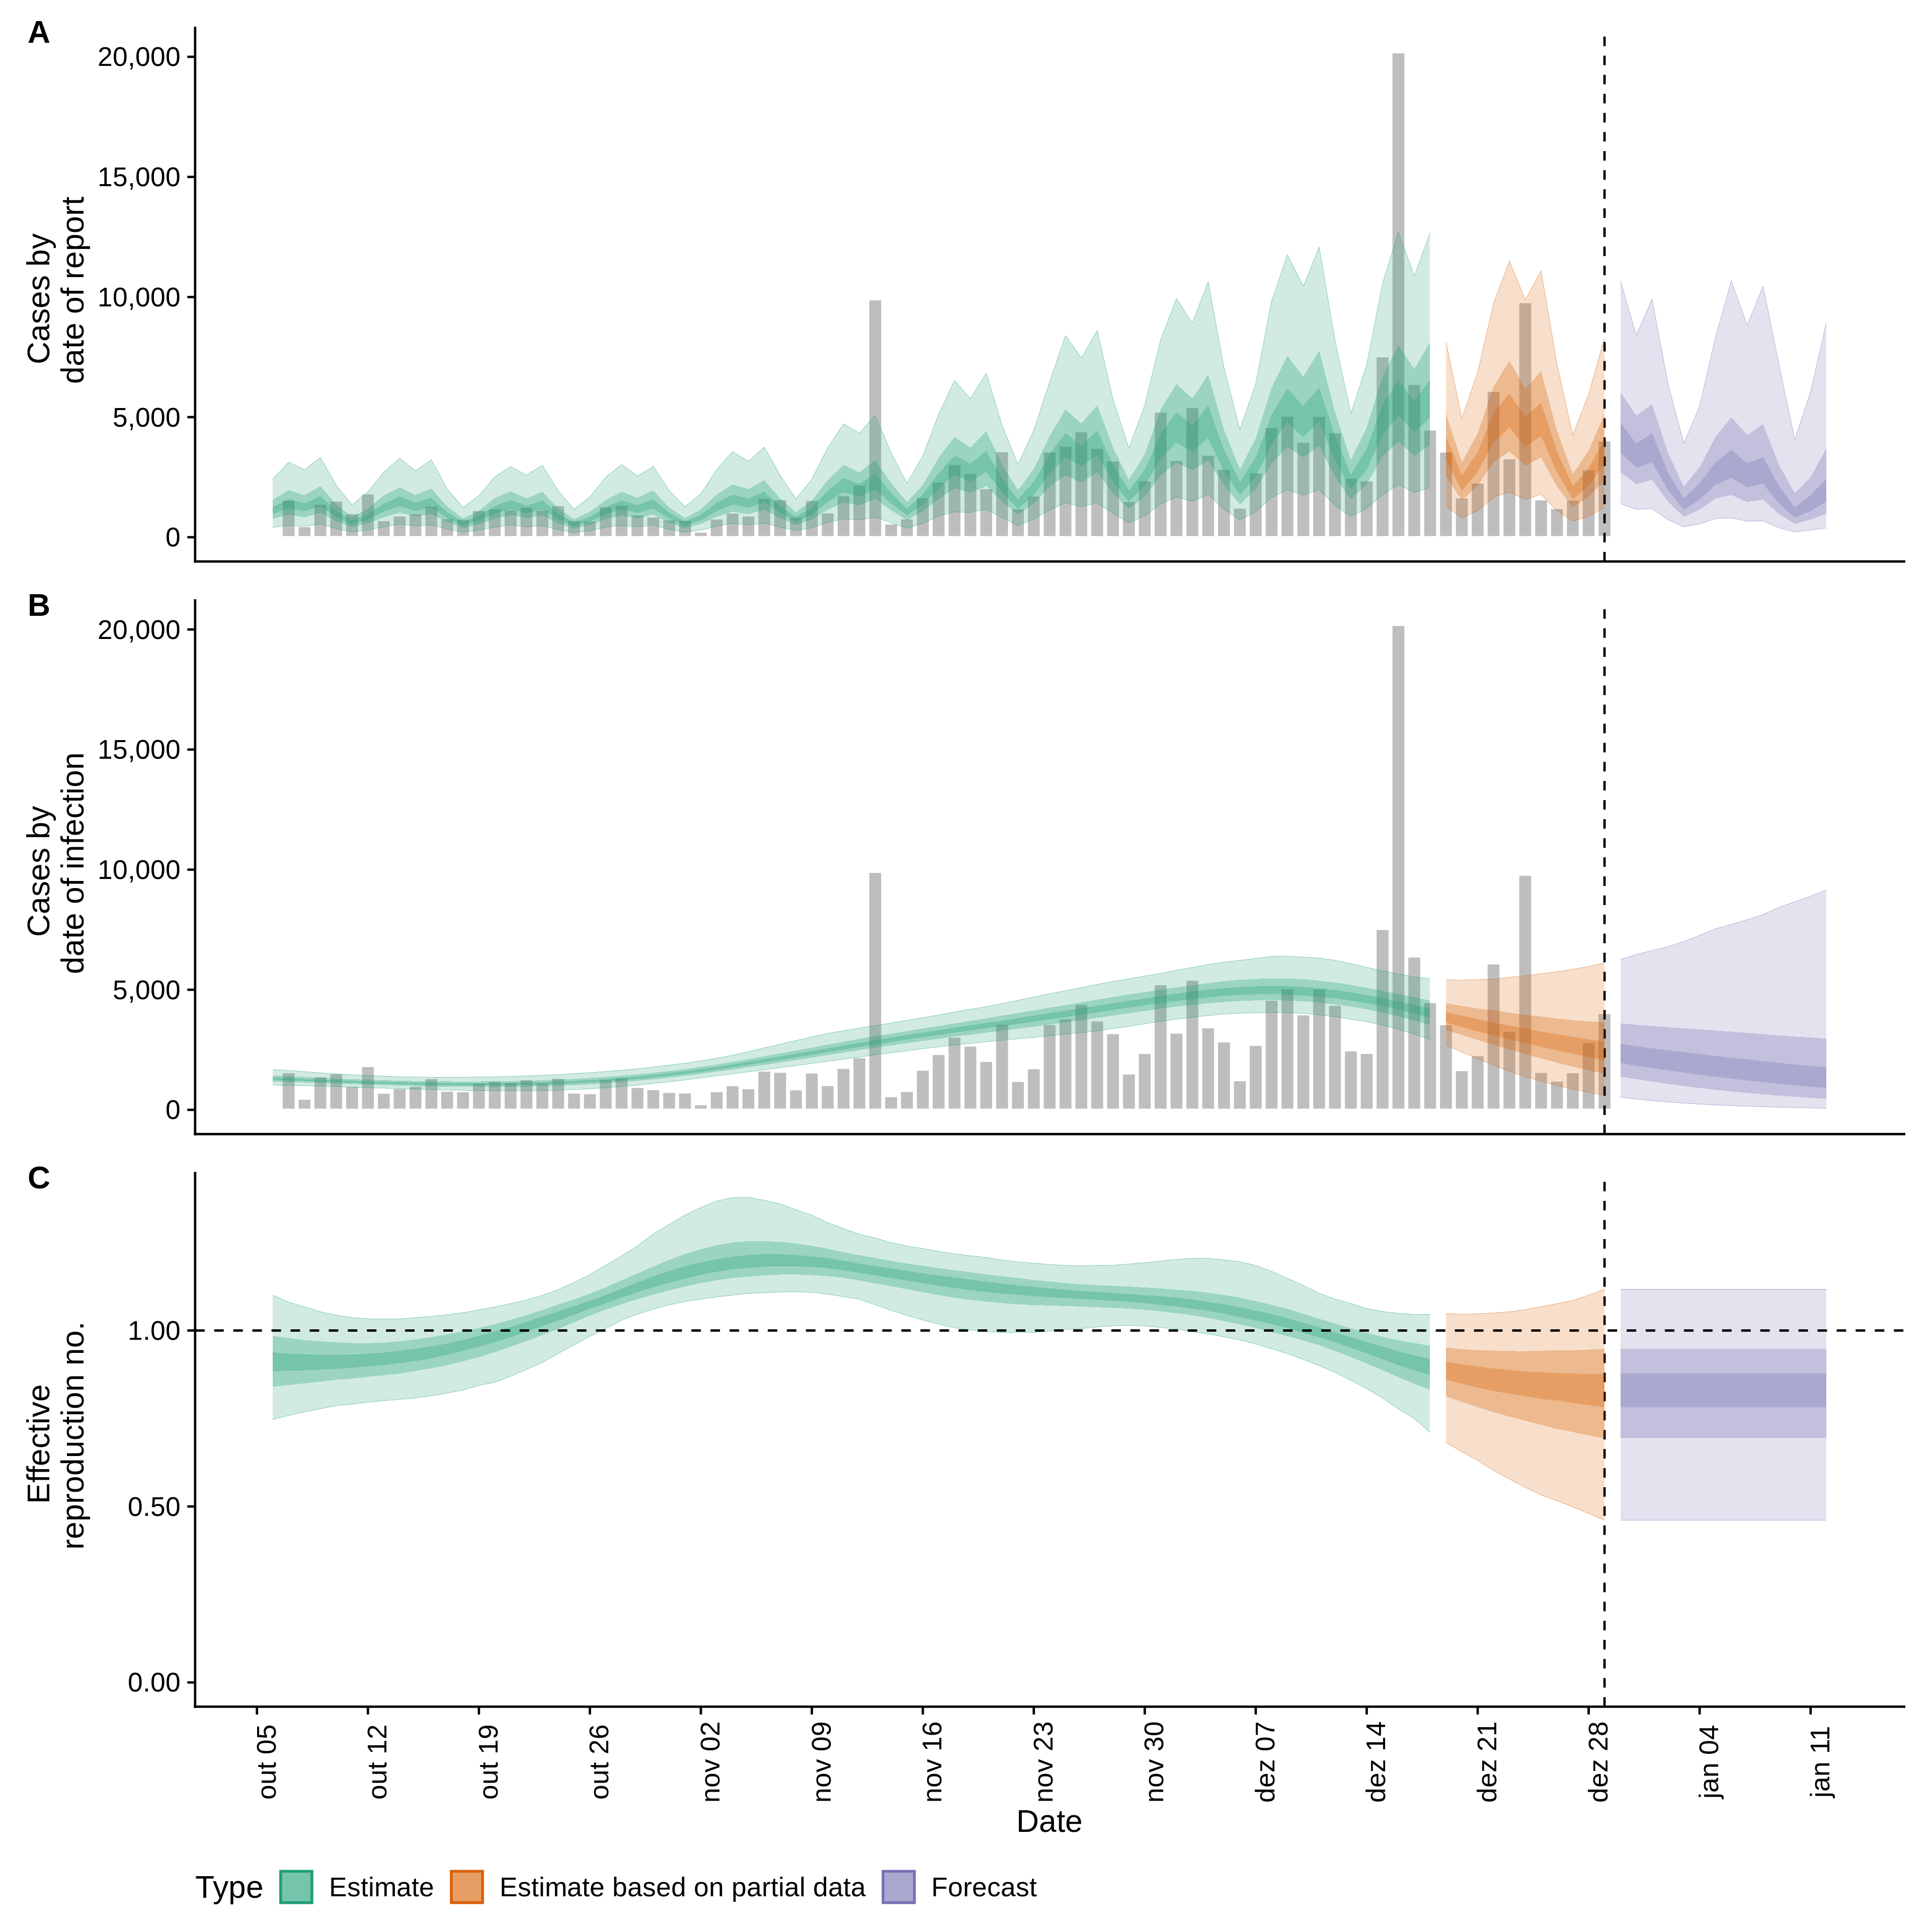 A
20,000
15,000
10,000
5,000
0
Cases by
date of report
B
20,000
15,000
10,000
5,000
0
Cases by
date of infection
C
1.00
0.50
0.00
Effective
reproduction no.
out 05
out 12
out 19
out 26
nov 02
nov 09
nov 16
nov 23
nov 30
dez 07
dez 14
dez 21
dez 28
jan 04
jan 11
Date
Type Estimate Estimate based on partial data Forecast